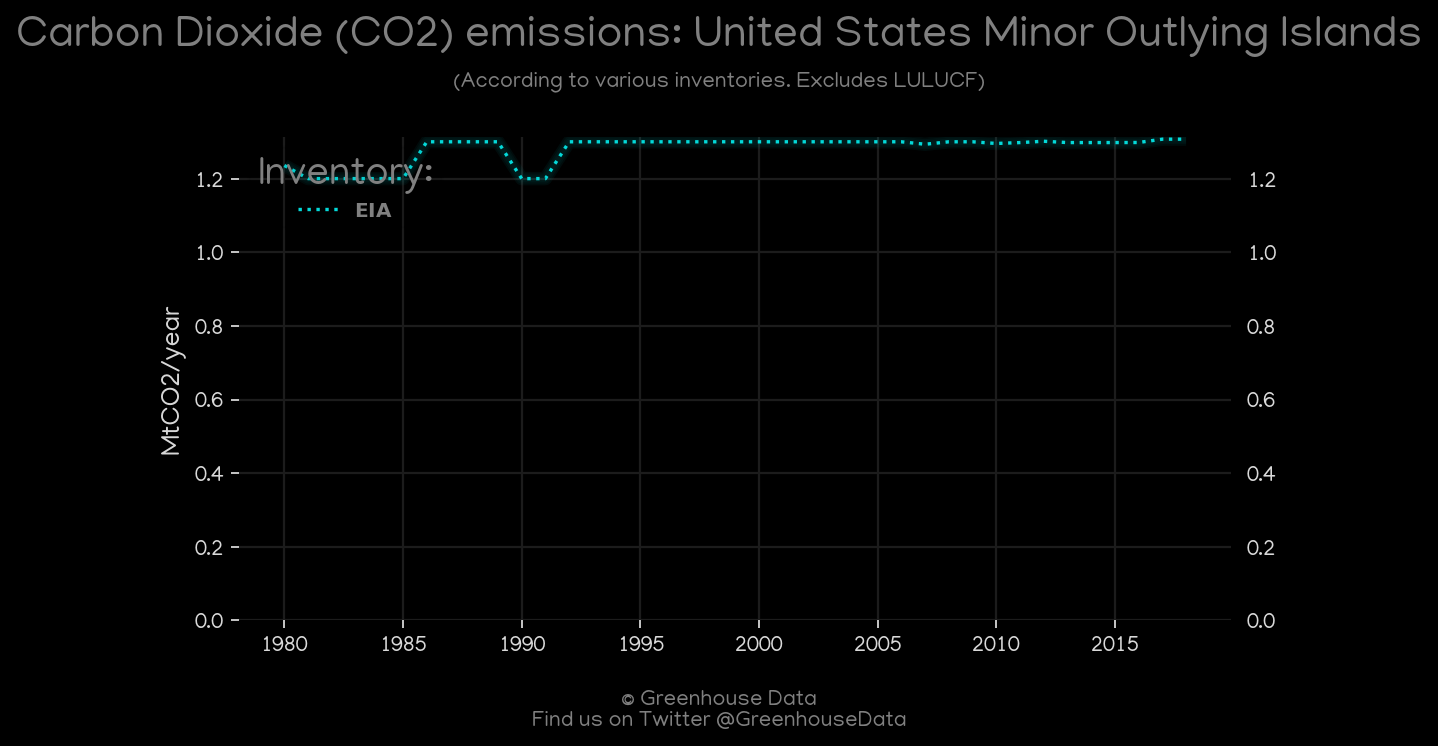 Carbon Dioxide (CO2) emissions: United States Minor Outlying Islands
(According to various inventories. Excludes LULUCF)
Inventory:
EIA
MtCO2/year
1.2
1.0
0.8
0.6
0.4
0.2
0.0
1.2
1.0
0.8
0.6
0.4
0.2
0.0
1980 1985 1990 1995 2000 2005 2010 2015
© Greenhouse Data
Find us on Twitter @GreenhouseData